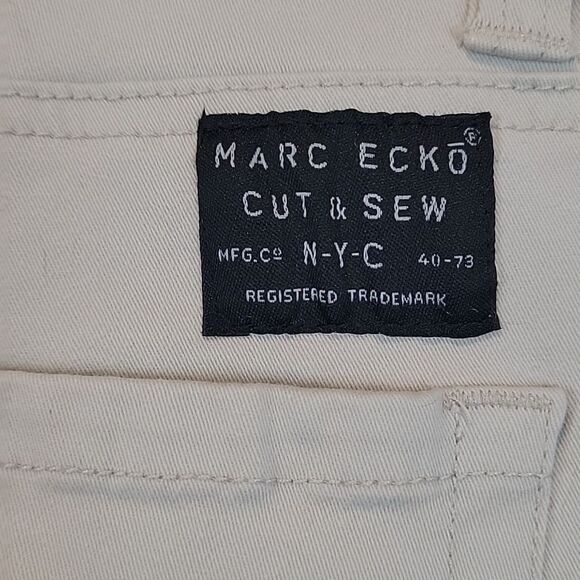 MARC ECKŌ®
CUT & SEW
MFG.Cº N-Y-C 40-73
REGISTERED TRADEMARK